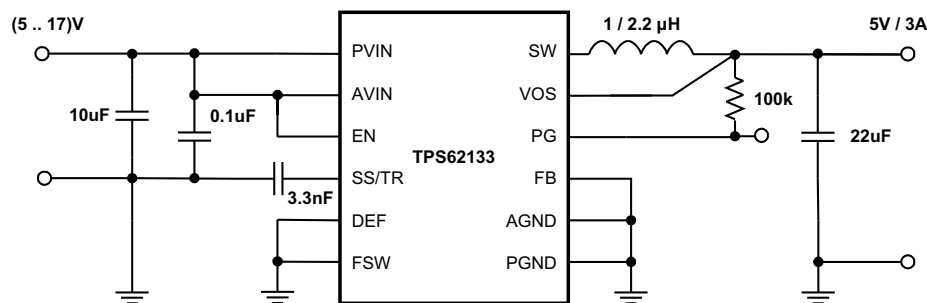 (5 .. 17)V
1 / 2.2 µH
5V / 3A
PVIN
SW
AVIN
VOS
10uF
0.1uF
100k
EN
PG
TPS62133
22uF
SS/TR
FB
3.3nF
DEF
AGND
FSW
PGND